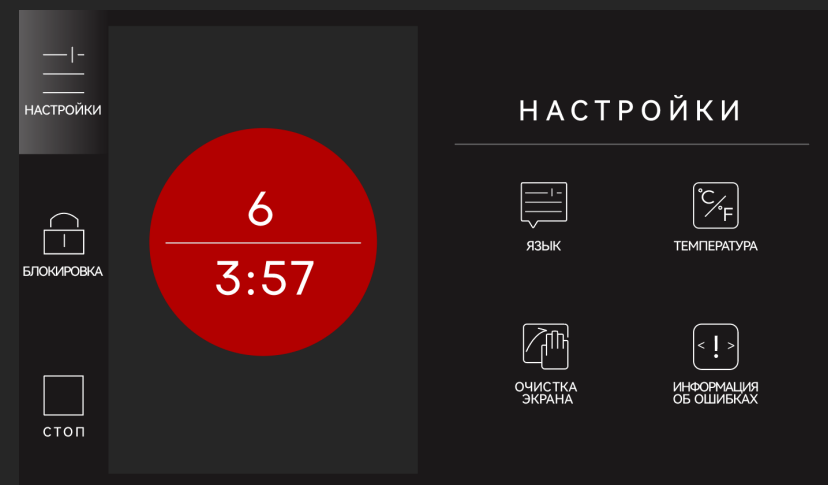 НАСТРОЙКИ
БЛОКИРОВКА
СТОП
6
3:57
НАСТРОЙКИ
ЯЗЫК
°C/°F
ТЕМПЕРАТУРА
ОЧИСТКА
ЭКРАНА
<!>
ИНФОРМАЦИЯ
ОБ ОШИБКАХ